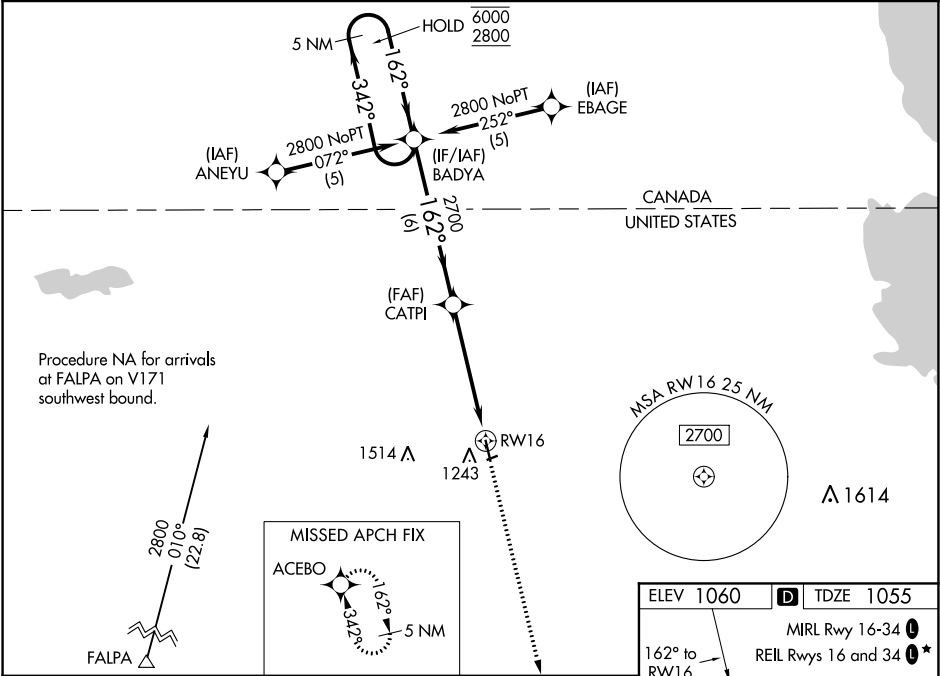 HOLD 6000
2800
5 NM
162°
342°
(IAF)
EBAGE
2800 NoPT
252°
(5)
(IAF)
ANEYU
2800 NoPT
072°
(5)
(IF/IAF)
BADYA
2700
162°
(6)
CANADA
UNITED STATES
(FAF)
CATPI
Procedure NA for arrivals
at FALPA on V171
southwest bound.
RW16
1514
1243
MSA RW16 25 NM
2700
1614
2800
010°
(22.8)
FALPA
MISSED APCH FIX
ACEBO
162°
342°
5 NM
ELEV 1060 D TDZE 1055
MIRL Rwy 16-34 L
REIL Rwys 16 and 34 L ★
162° to
RW16